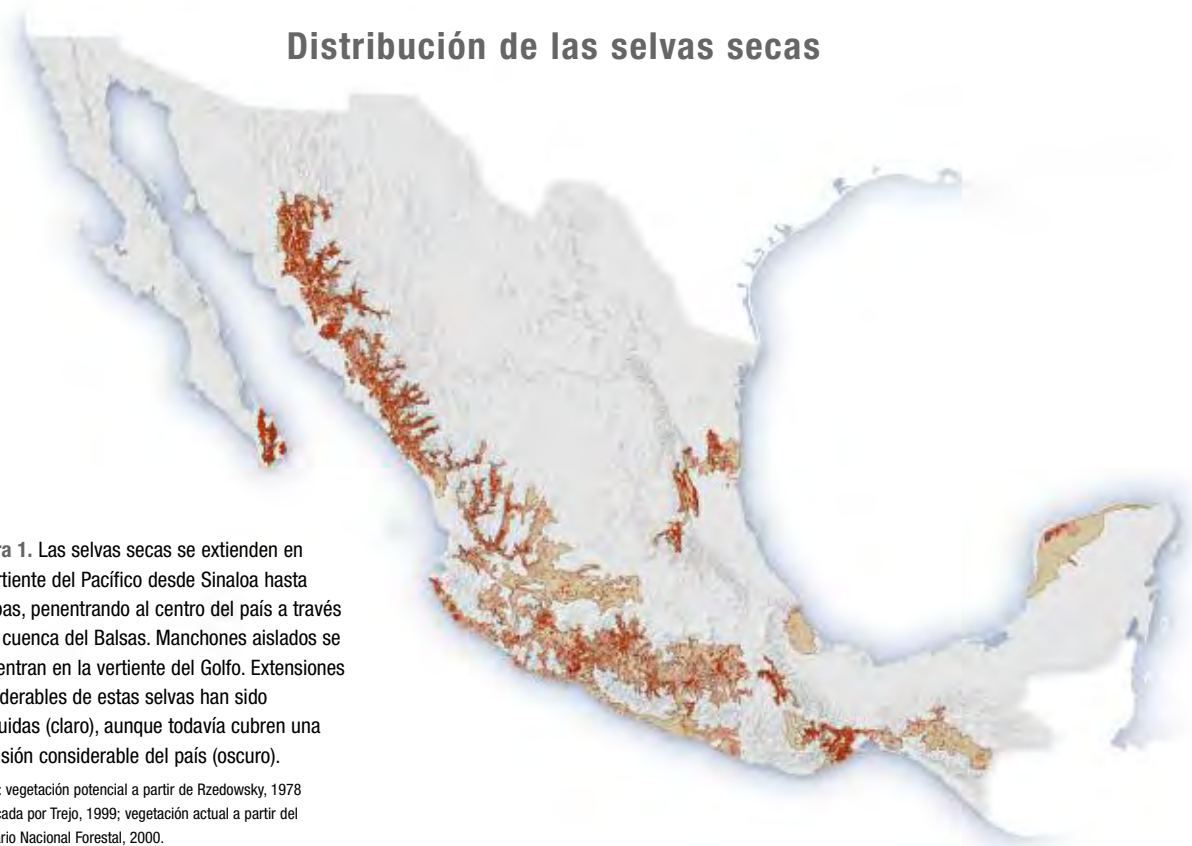 Distribución de las selvas secas
ra 1. Las selvas secas se extienden en
rtiente del Pacífico desde Sinaloa hasta
pas, penentrando al centro del país a través
cuenca del Balsas. Manchones aislados se
entran en la vertiente del Golfo. Extensiones
iderables de estas selvas han sido
uidas (claro), aunque todavía cubren una
sión considerable del país (oscuro).
: vegetación potencial a partir de Rzedowsky, 1978
cada por Trejo, 1999; vegetación actual a partir del
ario Nacional Forestal, 2000.